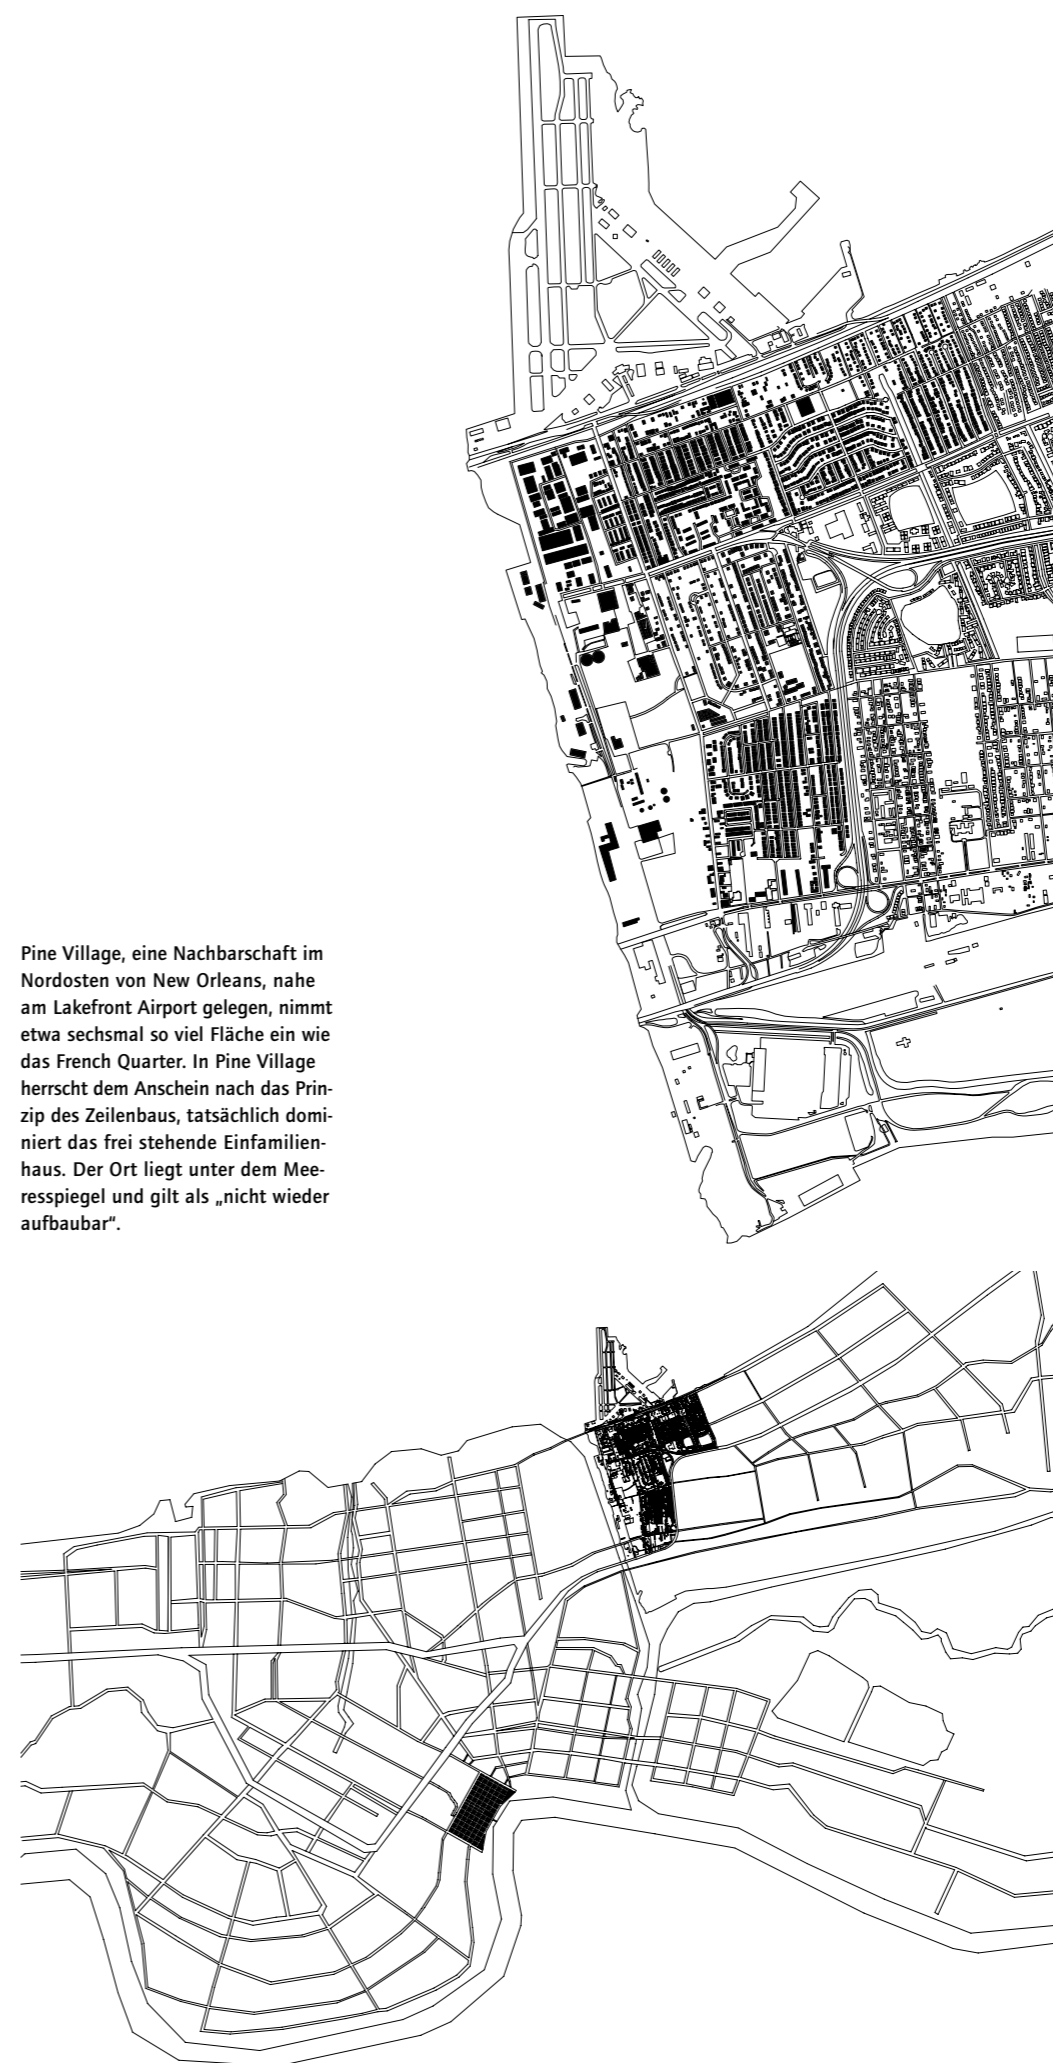 Pine Village, eine Nachbarschaft im
Nordosten von New Orleans, nahe
am Lakefront Airport gelegen, nimmt
etwa sechsmal so viel Fläche ein wie
das French Quarter. In Pine Village
herrscht dem Anschein nach das Prin-
zip des Zeilenbaus, tatsächlich domi-
niert das frei stehende Einfamilien-
haus. Der Ort liegt unter dem Mee-
resspiegel und gilt als „nicht wieder
aufbaubar“.